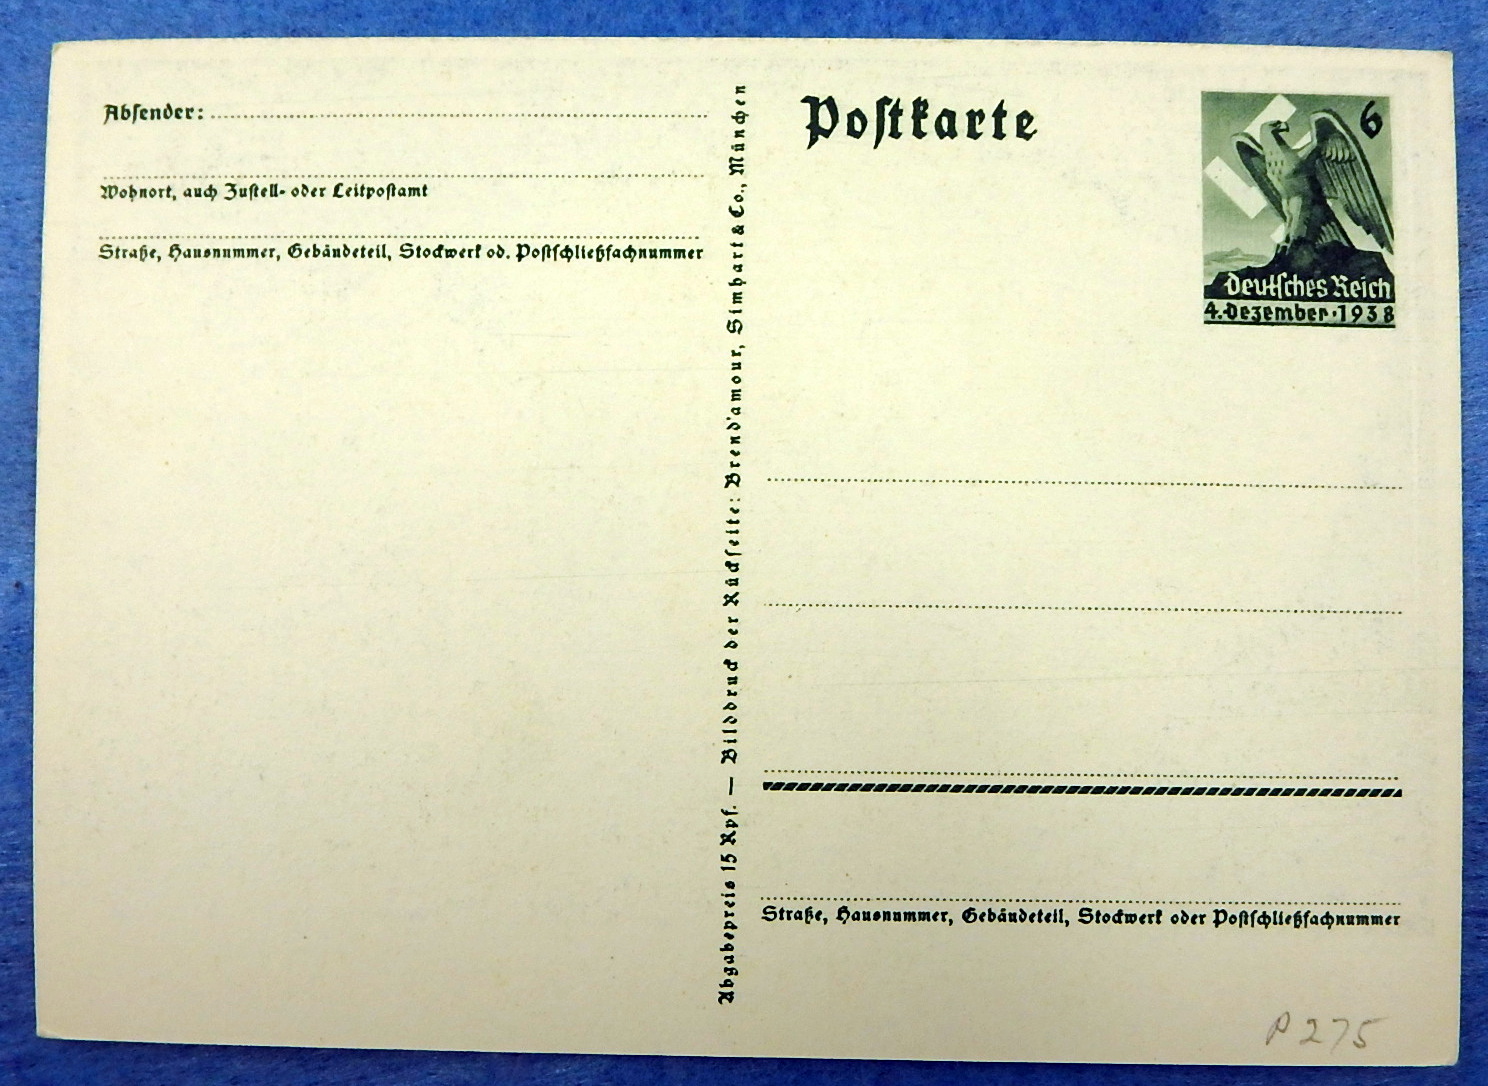 Absender:
Wohnort, auch Zustell- oder Leitpostamt
Straße, Hausnummer, Gebäudeteil, Stockwerk od. Postschließfachnummer
Abgabepreis 15 Rpf. — Bilddruck der Rückseite: Brend'amour, Simhart & Co., München
Postkarte
6
Deutsches Reich
4. Dezember · 1938
Straße, Hausnummer, Gebäudeteil, Stockwerk oder Postschließfachnummer
P 275